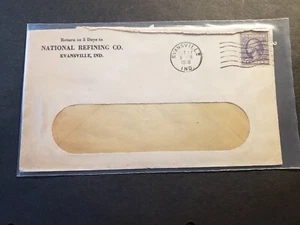 Return in 5 Days to
NATIONAL REFINING CO.
EVANSVILLE, IND.
EVANSVILLE
IND.